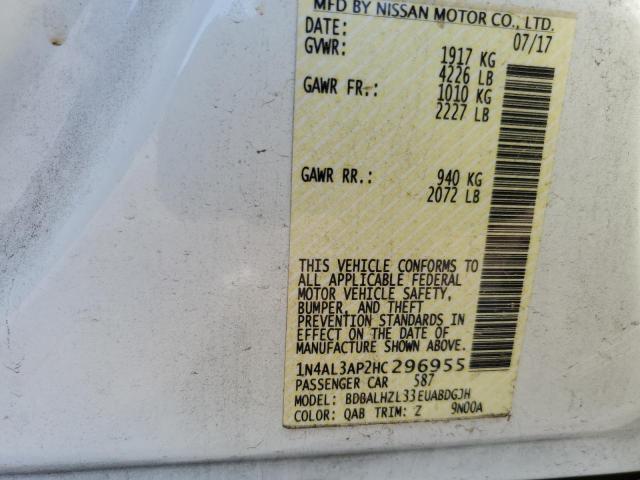 MFD BY NISSAN MOTOR CO., LTD.
DATE: 07/17
GVWR: 1917 KG
4226 LB
GAWR FR.: 1010 KG
2227 LB
GAWR RR.: 940 KG
2072 LB
THIS VEHICLE CONFORMS TO
ALL APPLICABLE FEDERAL
MOTOR VEHICLE SAFETY,
BUMPER, AND THEFT
PREVENTION STANDARDS IN
EFFECT ON THE DATE OF
MANUFACTURE SHOWN ABOVE.
1N4AL3AP2HC296955
PASSENGER CAR 587
MODEL: BDBALHZL33EUABDGJH
COLOR: QAB TRIM: Z 9N00A